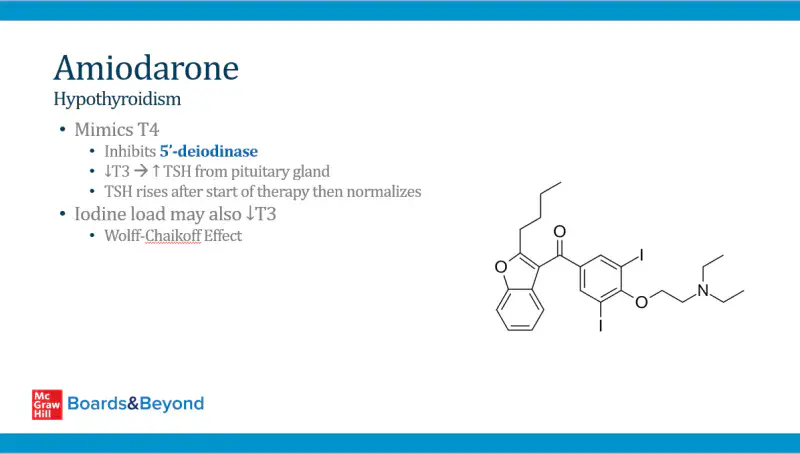 Amiodarone
Hypothyroidism
• Mimics T4
• Inhibits 5’-deiodinase
• ↓T3 → ↑ TSH from pituitary gland
• TSH rises after start of therapy then normalizes
• Iodine load may also ↓T3
• Wolff-Chaikoff Effect
O
I
O
N
O
I
Mc
Graw
Hill
Boards&Beyond